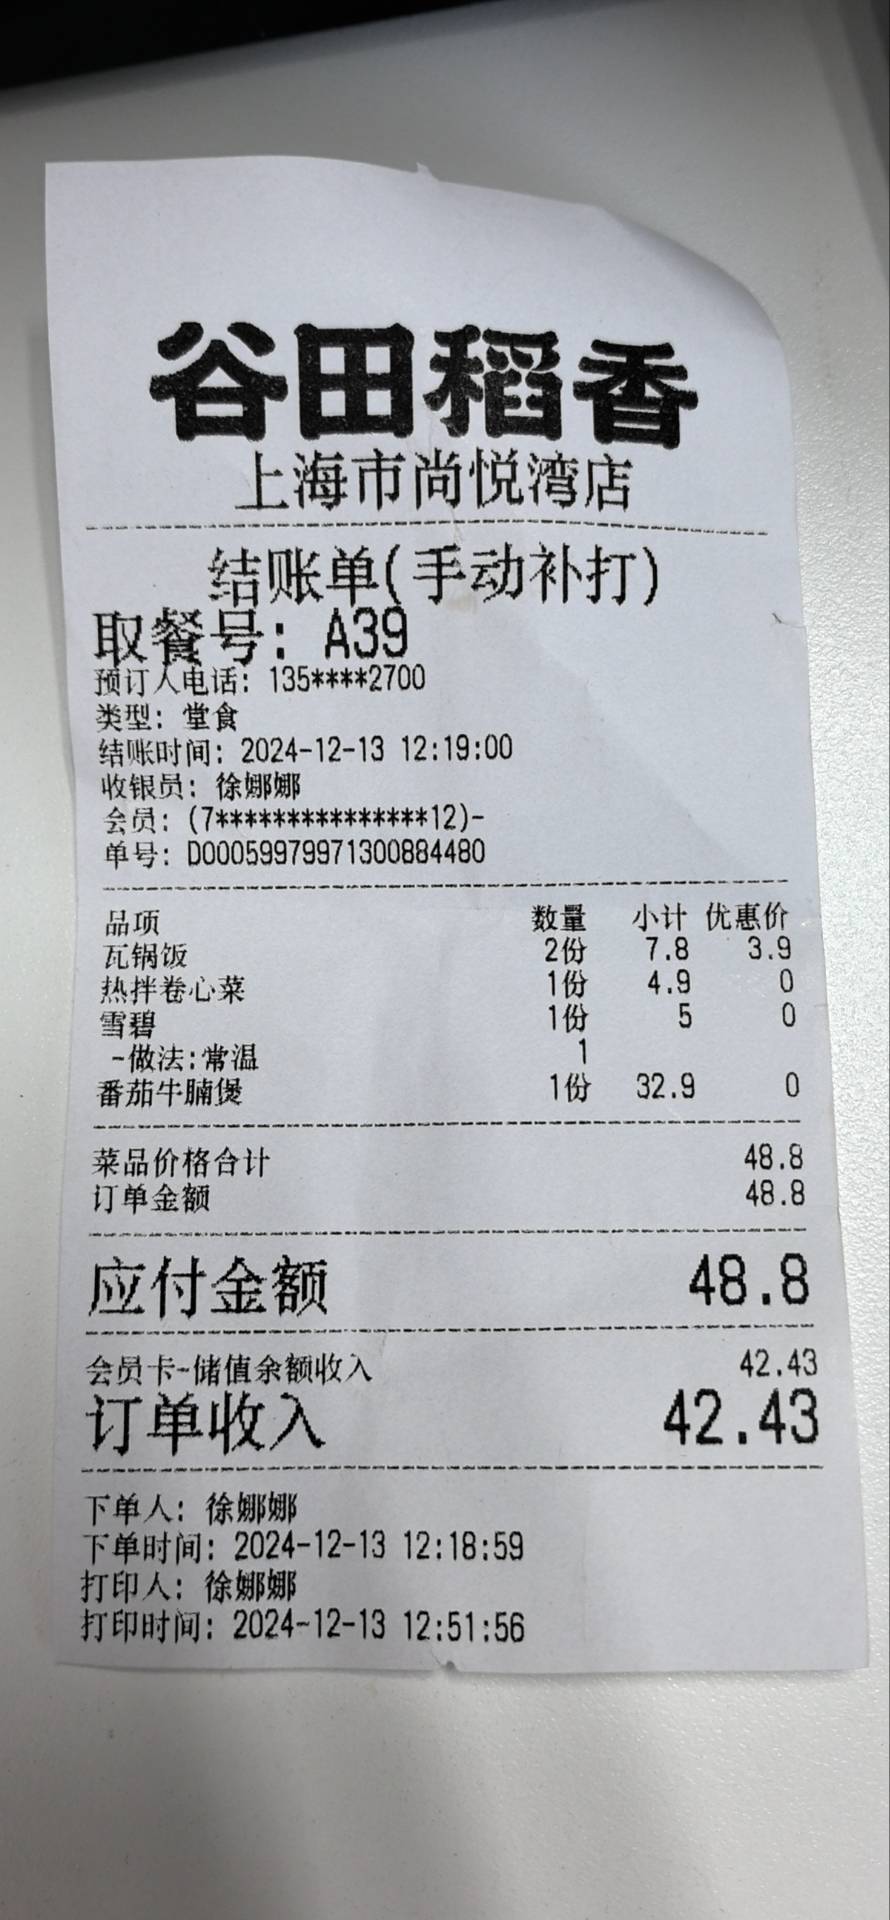 谷田稻香
上海市尚悦湾店
结账单(手动补打)
取餐号: A39
预订人电话: 135****2700
类型: 堂食
结账时间: 2024-12-13 12:19:00
收银员: 徐娜娜
会员: (7***************12)-
单号: D000599799971300884480
品项 数量 小计 优惠价
瓦锅饭 2份 7.8 3.9
热拌卷心菜 1份 4.9 0
雪碧 1份 5 0
-做法:常温 1
番茄牛腩煲 1份 32.9 0
菜品价格合计 48.8
订单金额 48.8
应付金额 48.8
会员卡-储值余额收入 42.43
订单收入 42.43
下单人: 徐娜娜
下单时间: 2024-12-13 12:18:59
打印人: 徐娜娜
打印时间: 2024-12-13 12:51:56